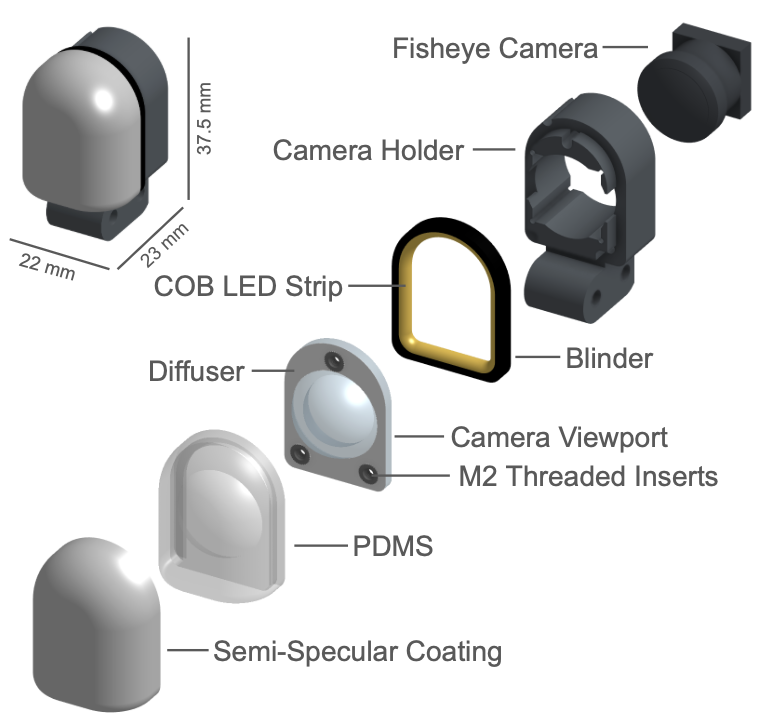 Fisheye Camera
37.5 mm
Camera Holder
23 mm
22 mm
COB LED Strip
Blinder
Diffuser
Camera Viewport
M2 Threaded Inserts
PDMS
Semi-Specular Coating